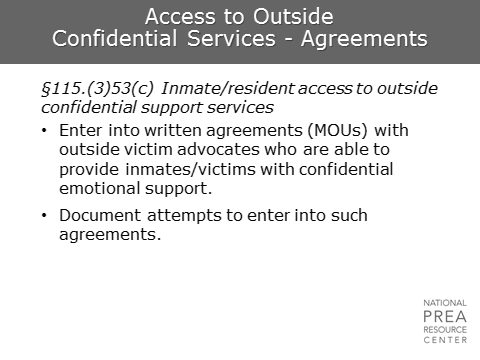 Access to Outside
Confidential Services - Agreements
§115.(3)53(c) Inmate/resident access to outside
confidential support services
• Enter into written agreements (MOUs) with
outside victim advocates who are able to
provide inmates/victims with confidential
emotional support.
• Document attempts to enter into such
agreements.
NATIONAL
PREA
RESOURCE
CENTER